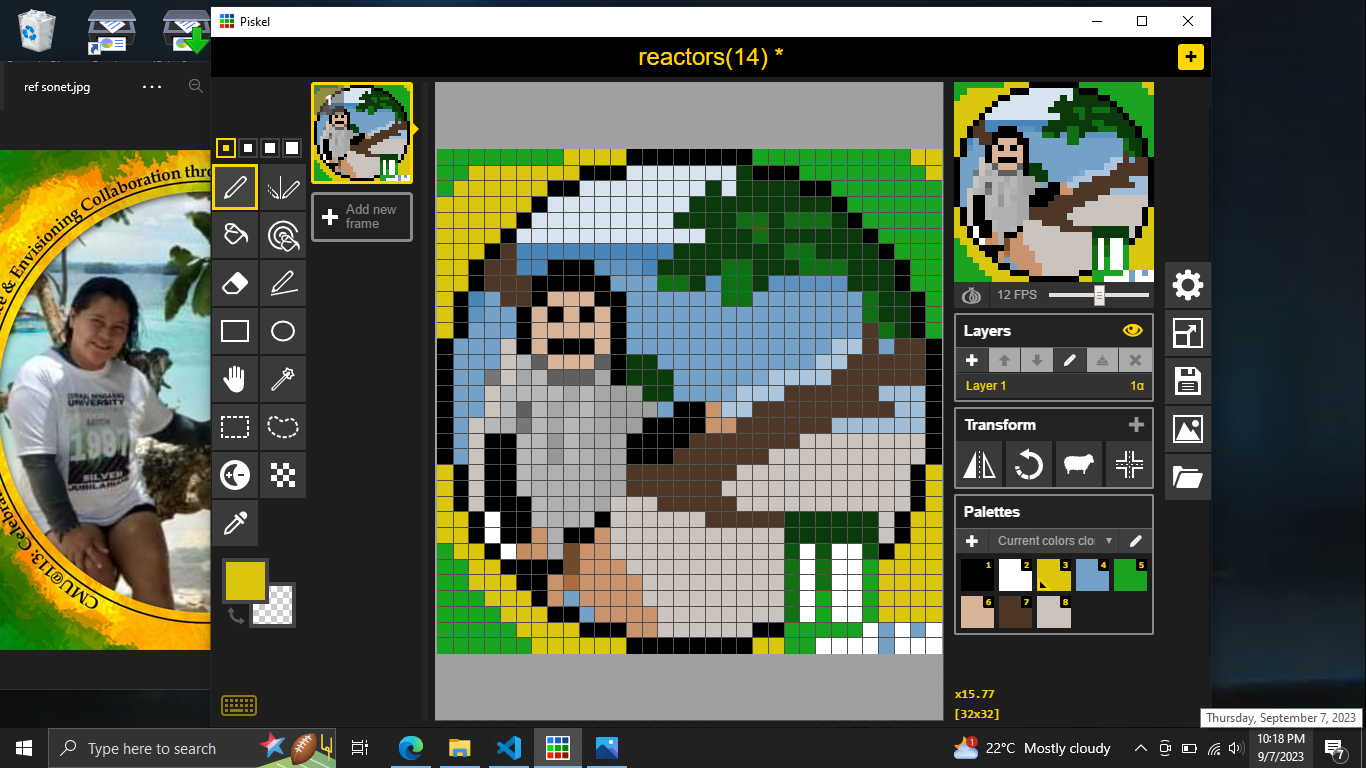 Piskel
reactors(14) *
ref sonet.jpg
Add new
frame
& Envisioning Collaboration
UNIVERSITY
1997
SILVER
JUBILARIANS
CMU@113:
12 FPS
Layers
Layer 1
1α
Transform
Palettes
Current colors clo
1
2
3
4
5
6
7
8
x15.77
[32x32]
Thursday, September 7, 2023
Type here to search
1
22°C Mostly cloudy
10:18 PM
9/7/2023
7